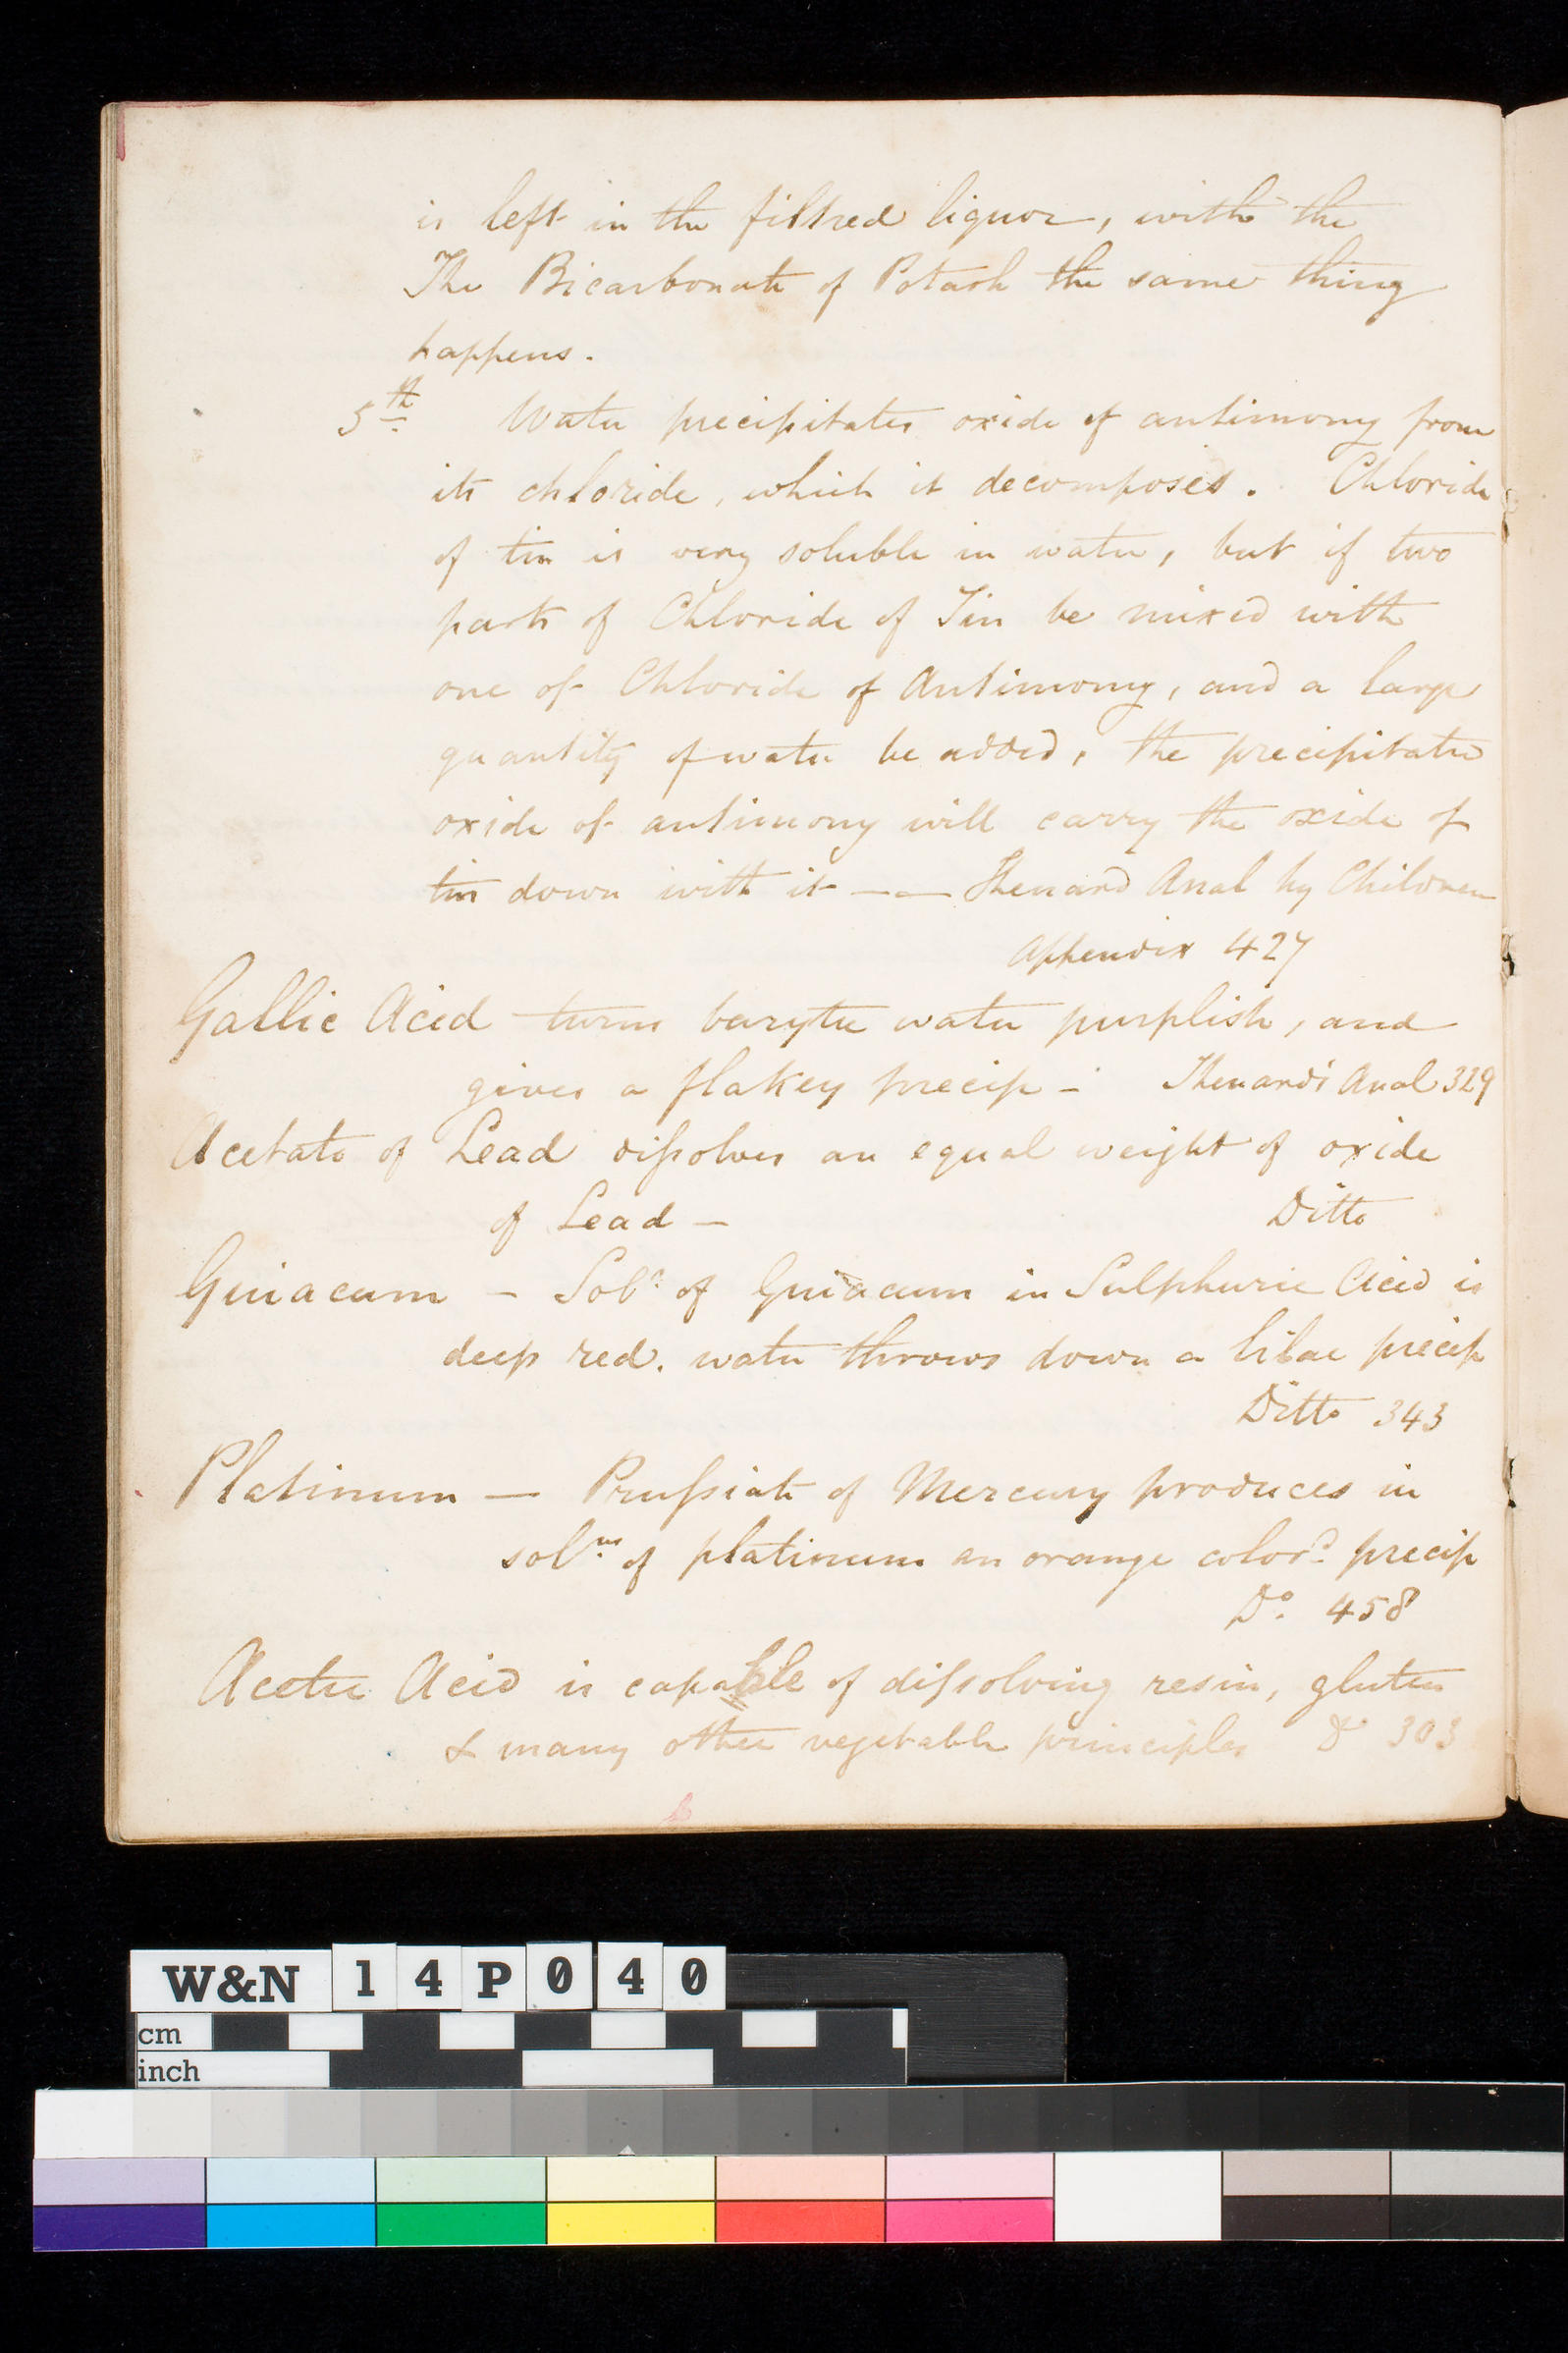 is left in the filtred liquor, with the
The Bicarbonate of Potash the same thing
happens.
5th Water precipitates oxide of antimony from
its chloride, which it decomposes. Chloride
of tin is very soluble in water, but if two
parts of Chloride of Tin be mixed with
one of Chloride of Antimony, and a large
quantity of water be added, the precipitate
oxide of antimony will carry the oxide of
tin down with it —— Thenard Anal by Children
Appendix 427
Gallic Acid turns barytic water purplish, and
gives a flakey precip – Thenard's Anal 329
Acetate of Lead dissolves an equal weight of oxide
of Lead – Ditto
Guiacum – Soln of Guiacum in Sulphuric Acid is
deep red. water throws down a lilac precip
Ditto 343
Platinum — Prussiate of Mercury produces in
solns of platinum an orange colord precip
Do. 458
Acetic Acid is capable of dissolving resin, gluten
& many other vegetable principles Do 303
W&N 14P040
cm
inch